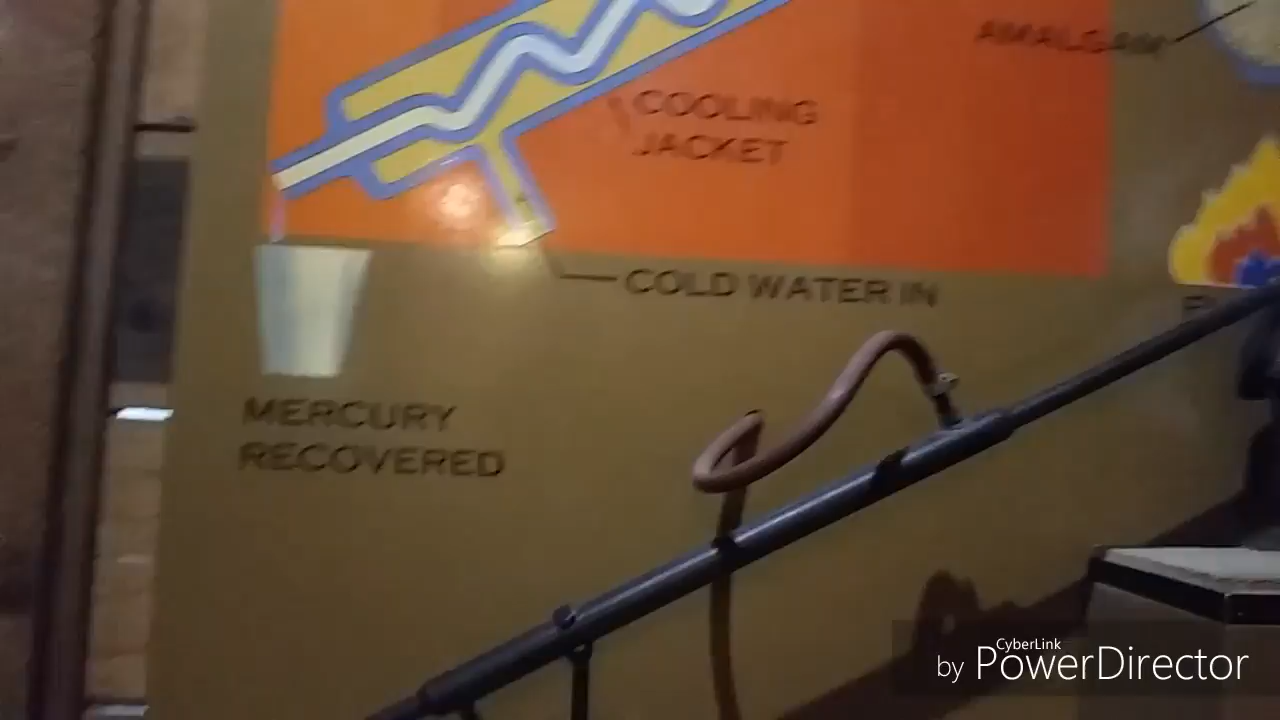 AMALGAM
COOLING
JACKET
COLD WATER IN
MERCURY
RECOVERED
CyberLink
by PowerDirector